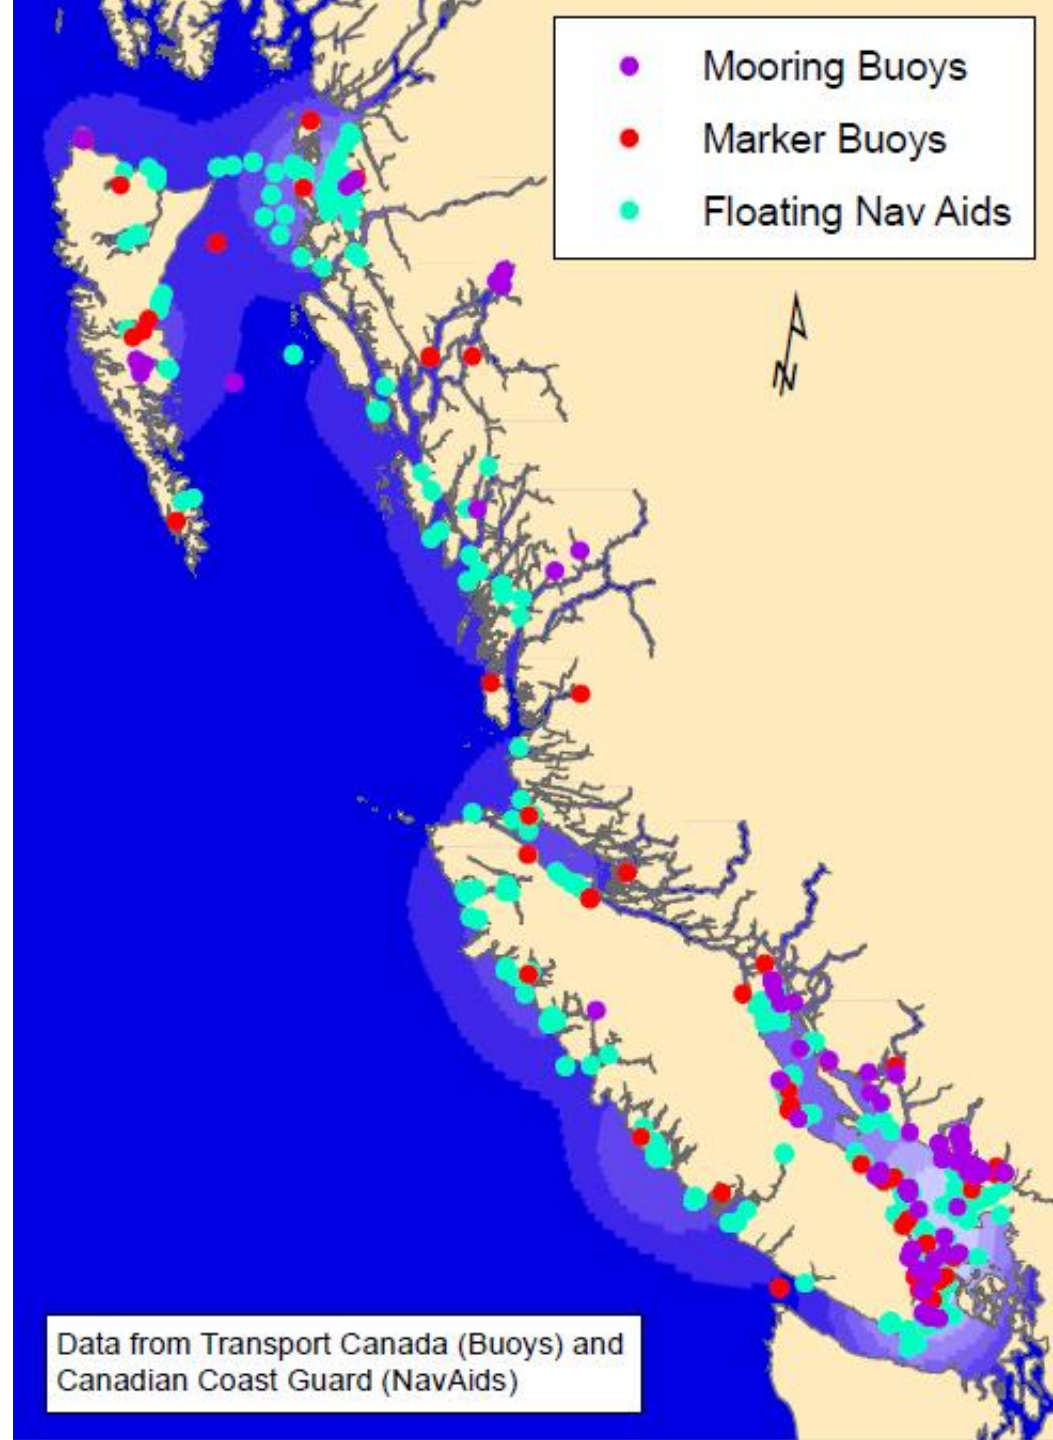 Mooring Buoys
Marker Buoys
Floating Nav Aids
N
Data from Transport Canada (Buoys) and
Canadian Coast Guard (NavAids)